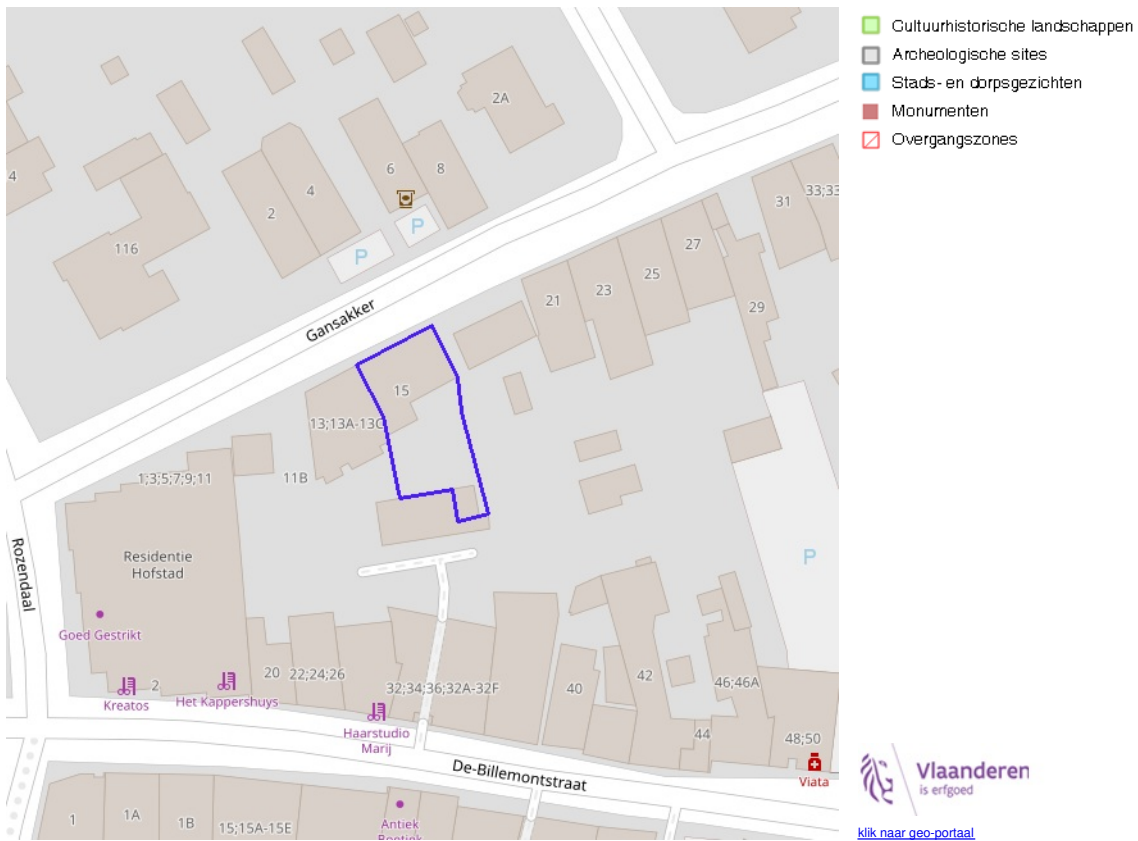 Cultuurhistorische landschappen
Archeologische sites
Stads- en dorpsgezichten
Monumenten
Overgangszones
2A
6
8
4
4
2
116
P
P
33;33
31
27
25
23
21
29
Gansakker
15
13;13A-13C
1;3;5;7;9;11
11B
Residentie
Hofstad
Rozendaal
P
Goed Gestrikt
20
22;24;26
2
Kreatos
Het Kappershuys
32;34;36;32A-32F
40
42
46;46A
Haarstudio
Marij
44
48;50
De-Billemontstraat
Viata
1
1A
1B
15;15A-15E
Antiek
Vlaanderen
is erfgoed
klik naar geo-portaal